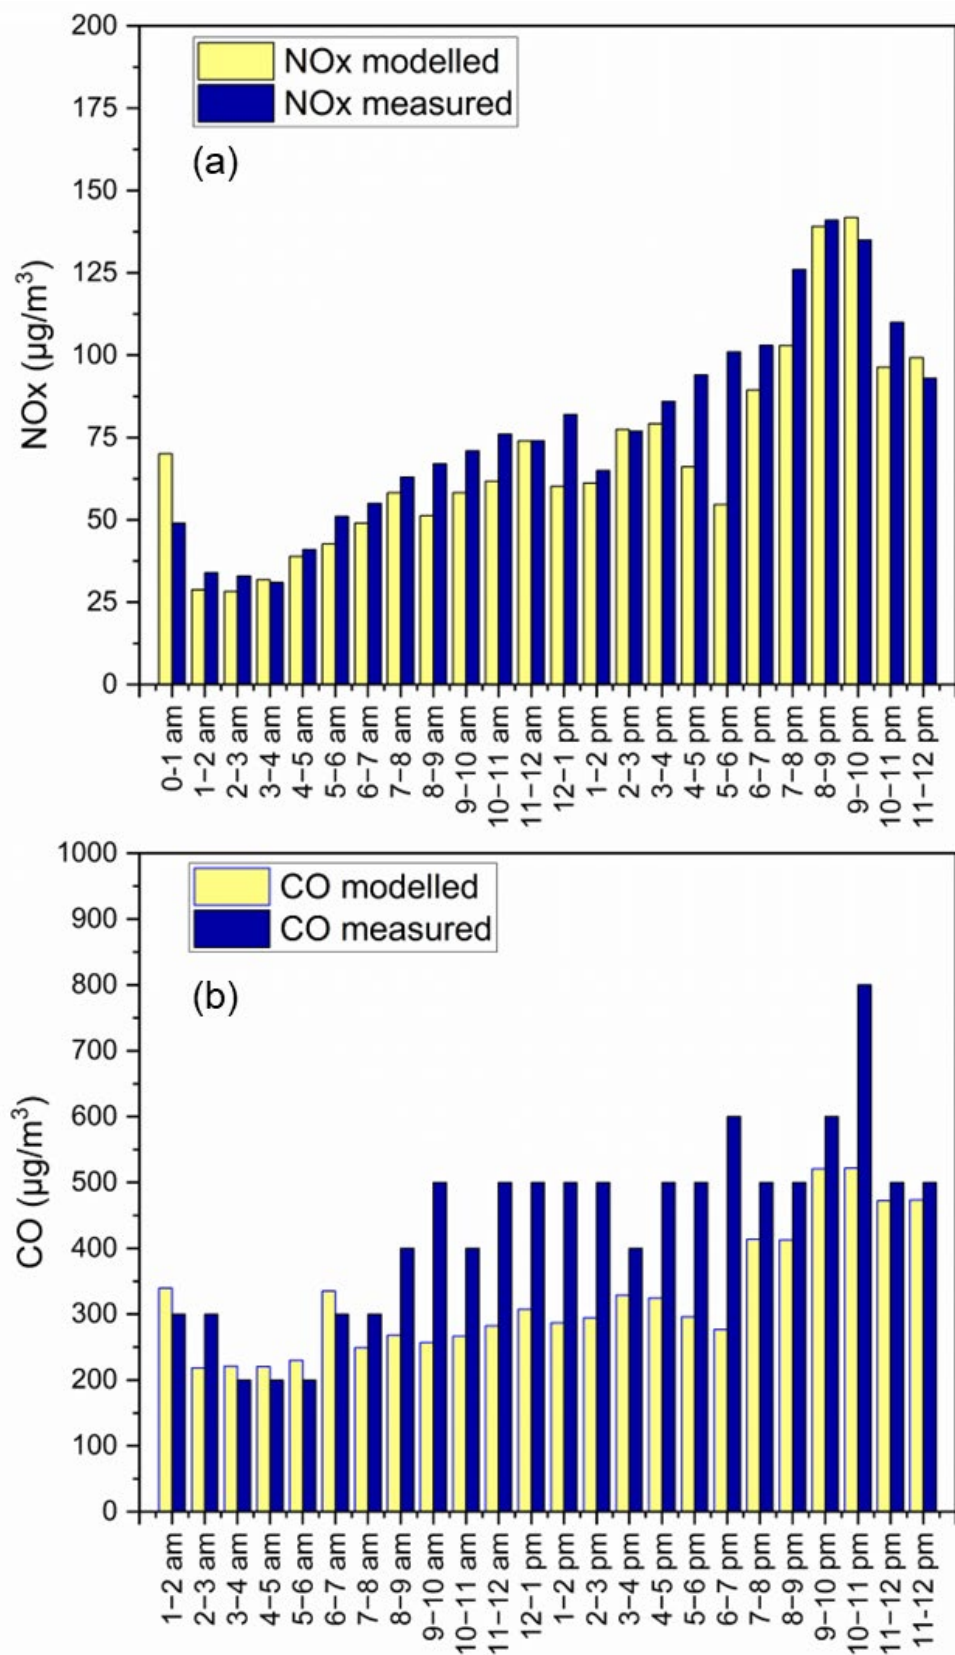 200
175
150
125
100
75
50
25
0
NOx (µg/m³)
NOx modelled
NOx measured
(a)
0-1 am
1−2 am
2−3 am
3−4 am
4−5 am
5−6 am
6−7 am
7−8 am
8−9 am
9−10 am
10−11 am
11−12 am
12−1 pm
1−2 pm
2−3 pm
3−4 pm
4−5 pm
5−6 pm
6−7 pm
7−8 pm
8−9 pm
9−10 pm
10−11 pm
11−12 pm
1000
900
800
700
600
500
400
300
200
100
0
CO (µg/m³)
CO modelled
CO measured
(b)
1−2 am
2−3 am
3−4 am
4−5 am
5−6 am
6−7 am
7−8 am
8−9 am
9−10 am
10−11 am
11−12 am
12−1 pm
1−2 pm
2−3 pm
3−4 pm
4−5 pm
5−6 pm
6−7 pm
7−8 pm
8−9 pm
9−10 pm
10−11 pm
11−12 pm
11-12 pm